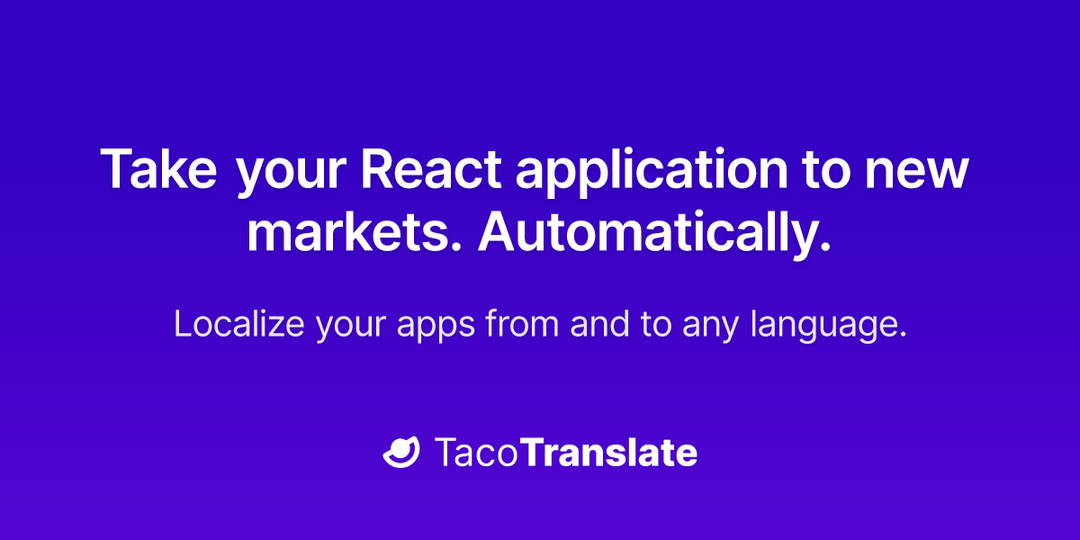 Take your React application to new
markets. Automatically.
Localize your apps from and to any language.
TacoTranslate